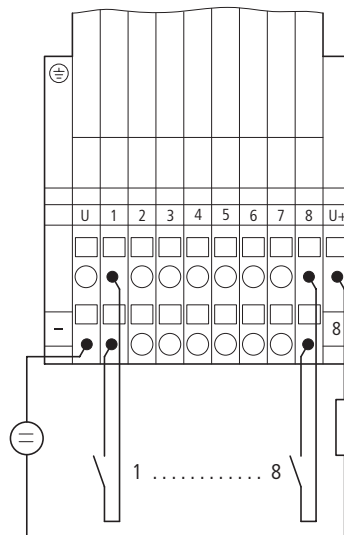 U 1 2 3 4 5 6 7 8 U+
– 8
1 ............ 8